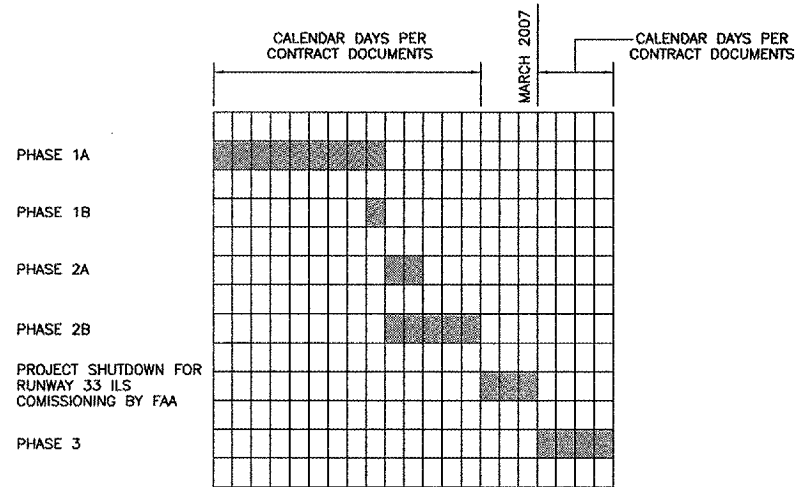 CALENDAR DAYS PER
CONTRACT DOCUMENTS
MARCH 2007
CALENDAR DAYS PER
CONTRACT DOCUMENTS
PHASE 1A
PHASE 1B
PHASE 2A
PHASE 2B
PROJECT SHUTDOWN FOR
RUNWAY 33 ILS
COMISSIONING BY FAA
PHASE 3